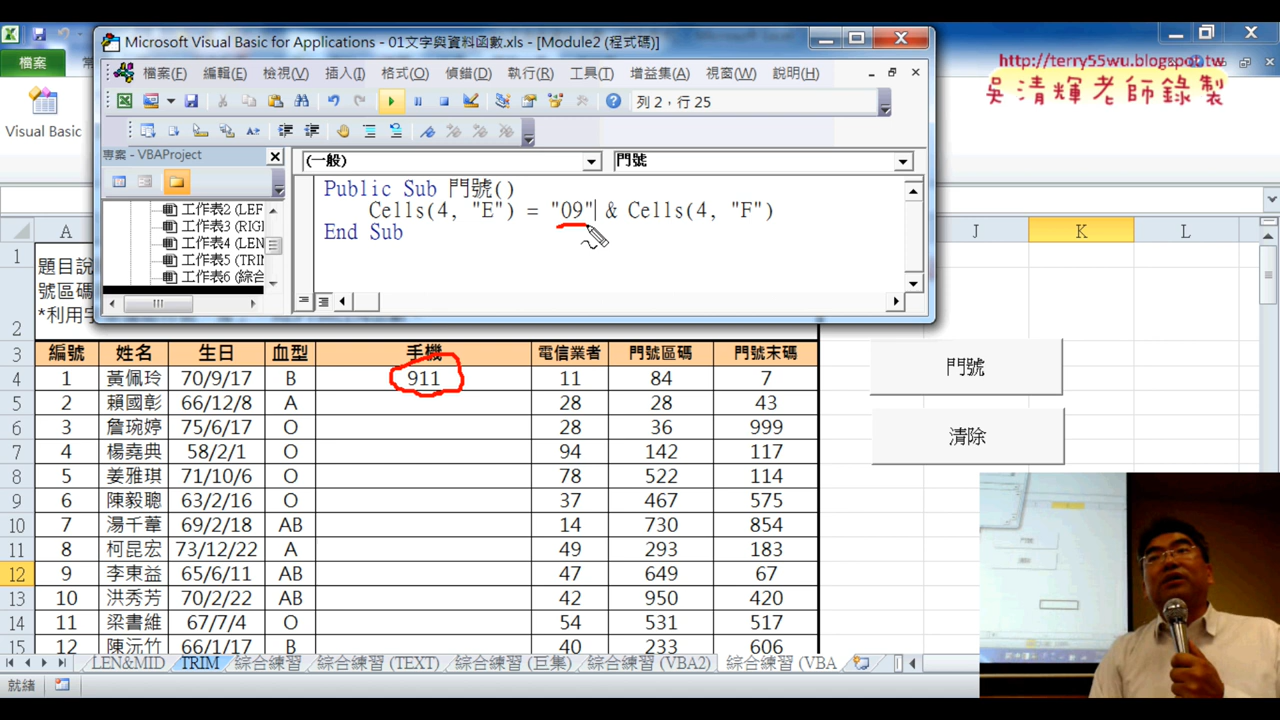 Microsoft Visual Basic for Applications - 01文字與資料函數.xls - [Module2 (程式碼)]
http://terry55wu.blogspot.tw
吳清輝老師錄製
檔案
檔案(F) 編輯(E) 檢視(V) 插入(I) 格式(O) 偵錯(D) 執行(R) 工具(T) 增益集(A) 視窗(W) 說明(H)
列 2，行 25
Visual Basic
專案 - VBAProject
(一般) 門號
Public Sub 門號()
Cells(4, "E") = "09" & Cells(4, "F")
End Sub
工作表2 (LEF
工作表3 (RIG
工作表4 (LEN
工作表5 (TRIM
工作表6 (綜合
A J K L
1
題目說
號區碼
2
3 編號 姓名 生日 血型 手機 電信業者 門號區碼 門號末碼
4 1 黃佩玲 70/9/17 B 911 11 84 7
5 2 賴國彰 66/12/8 A 28 28 43
6 3 詹琬婷 75/6/17 O 28 36 999
7 4 楊堯典 58/2/1 O 94 142 117
8 5 姜雅琪 71/10/6 O 78 522 114
9 6 陳毅聰 63/2/16 O 37 467 575
10 7 湯千葦 69/2/18 AB 14 730 854
11 8 柯昆宏 73/12/22 A 49 293 183
12 9 李東益 65/6/11 AB 47 649 67
13 10 洪秀芳 70/2/22 AB 42 950 420
14 11 梁書維 67/7/4 O 54 531 517
15 12 陳沅竹 66/1/17 B 40 233 606
門號
清除
LEN&MID TRIM 綜合練習 綜合練習 (TEXT) 綜合練習 (巨集) 綜合練習 (VBA2) 綜合練習 (VBA
就緒